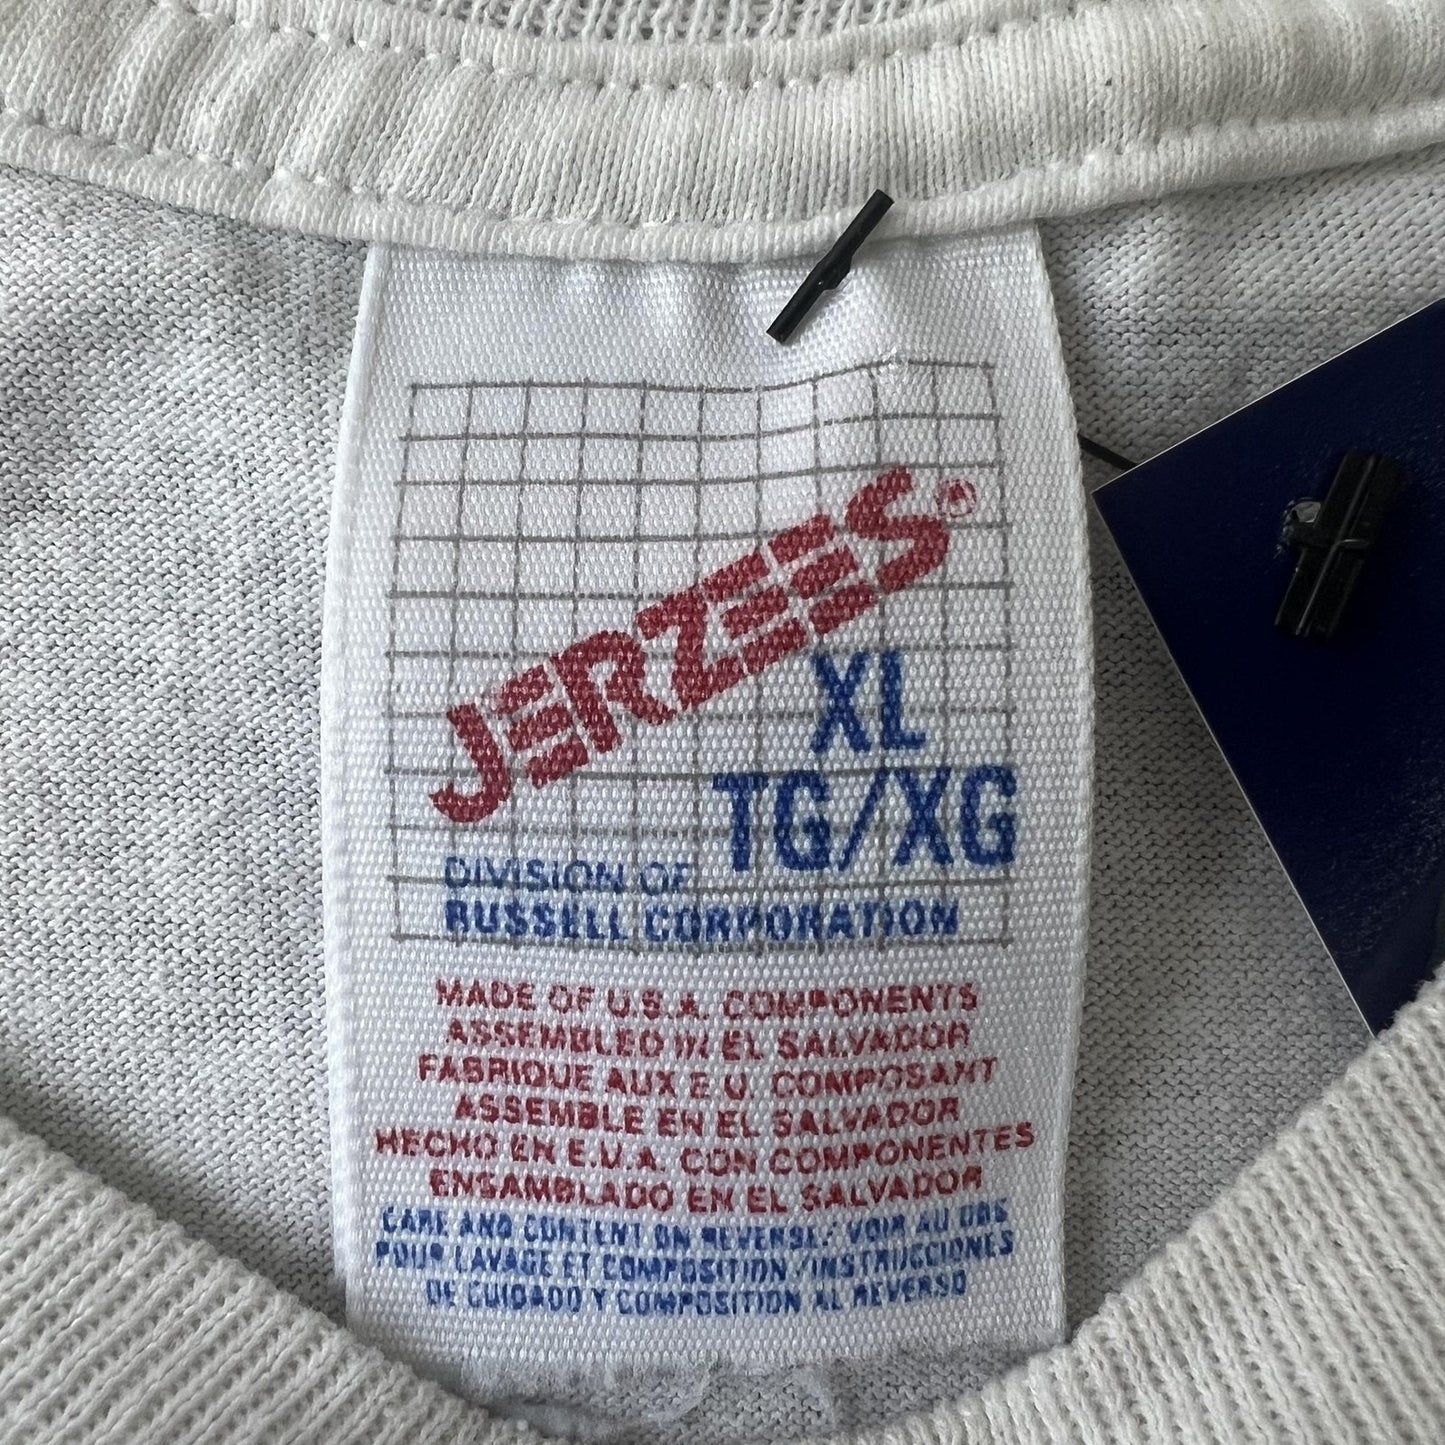 JERZEES®
XL
TG/XG
DIVISION OF
RUSSELL CORPORATION
MADE OF U.S.A. COMPONENTS
ASSEMBLED IN EL SALVADOR
FABRIQUE AUX E.U. COMPOSANT
ASSEMBLE EN EL SALVADOR
HECHO EN E.U.A. CON COMPONENTES
ENSAMBLADO EN EL SALVADOR
CARE AND CONTENT ON REVERSE/ VOIR AU DOS
POUR LAVAGE ET COMPOSITION/INSTRUCCIONES
DE CUIDADO Y COMPOSITION AL REVERSO